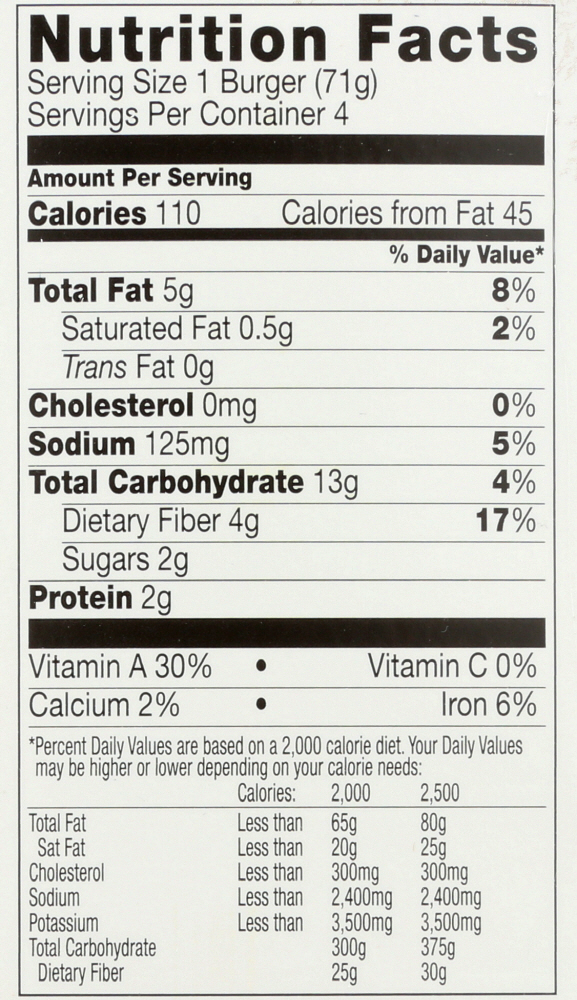 Nutrition Facts
Serving Size 1 Burger (71g)
Servings Per Container 4
Amount Per Serving
Calories 110 Calories from Fat 45
% Daily Value*
Total Fat 5g 8%
Saturated Fat 0.5g 2%
Trans Fat 0g
Cholesterol 0mg 0%
Sodium 125mg 5%
Total Carbohydrate 13g 4%
Dietary Fiber 4g 17%
Sugars 2g
Protein 2g
Vitamin A 30% • Vitamin C 0%
Calcium 2% • Iron 6%
*Percent Daily Values are based on a 2,000 calorie diet. Your Daily Values
may be higher or lower depending on your calorie needs:
Calories: 2,000 2,500
Total Fat Less than 65g 80g
Sat Fat Less than 20g 25g
Cholesterol Less than 300mg 300mg
Sodium Less than 2,400mg 2,400mg
Potassium Less than 3,500mg 3,500mg
Total Carbohydrate 300g 375g
Dietary Fiber 25g 30g